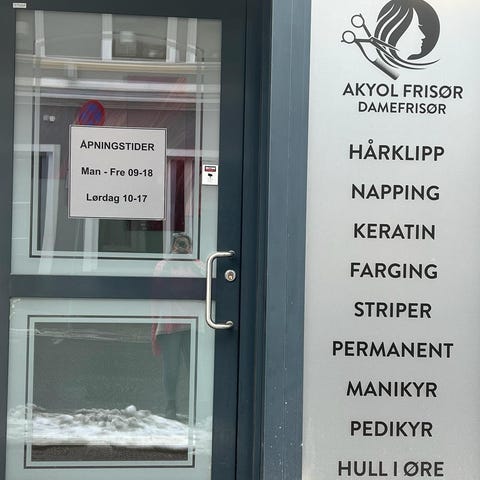 ÅPNINGSTIDER
Man - Fre 09-18
Lørdag 10-17
AKYOL FRISØR
DAMEFRISØR
HÅRKLIPP
NAPPING
KERATIN
FARGING
STRIPER
PERMANENT
MANIKYR
PEDIKYR
HULL I ØRE